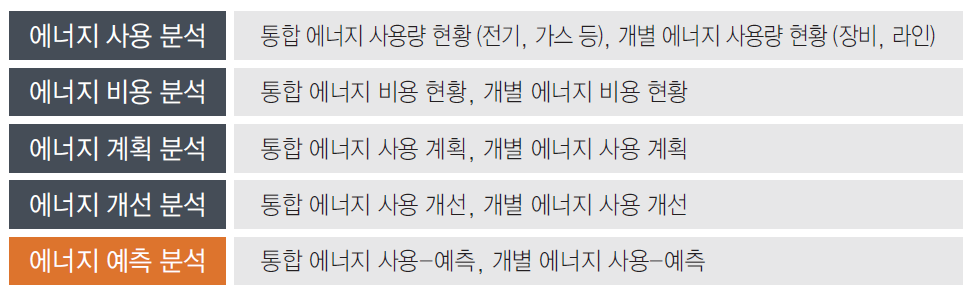 에너지 사용 분석 통합 에너지 사용량 현황 (전기, 가스 등), 개별 에너지 사용량 현황 (장비, 라인)
에너지 비용 분석 통합 에너지 비용 현황, 개별 에너지 비용 현황
에너지 계획 분석 통합 에너지 사용 계획, 개별 에너지 사용 계획
에너지 개선 분석 통합 에너지 사용 개선, 개별 에너지 사용 개선
에너지 예측 분석 통합 에너지 사용-예측, 개별 에너지 사용-예측